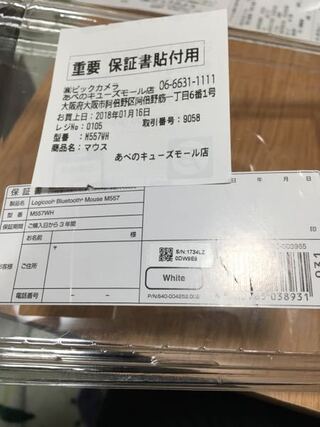 重要 保証書貼付用
㈱ビックカメラ
あべのキューズモール店 06-6631-1111
大阪府大阪市阿倍野区阿倍野筋一丁目6番1号
お買上日:2018年01月16日
レジNo:0105 取引番号:9058
型番:M557WH
商品名:マウス
あべのキューズモール店
保証書
製品名 Logicool® Bluetooth® Mouse M557
型番 M557WH
保証期間 ご購入日から3年間
お名前 様
〒
ご住所
電話番号
年 月 日
印
S/N:1734LZ
White